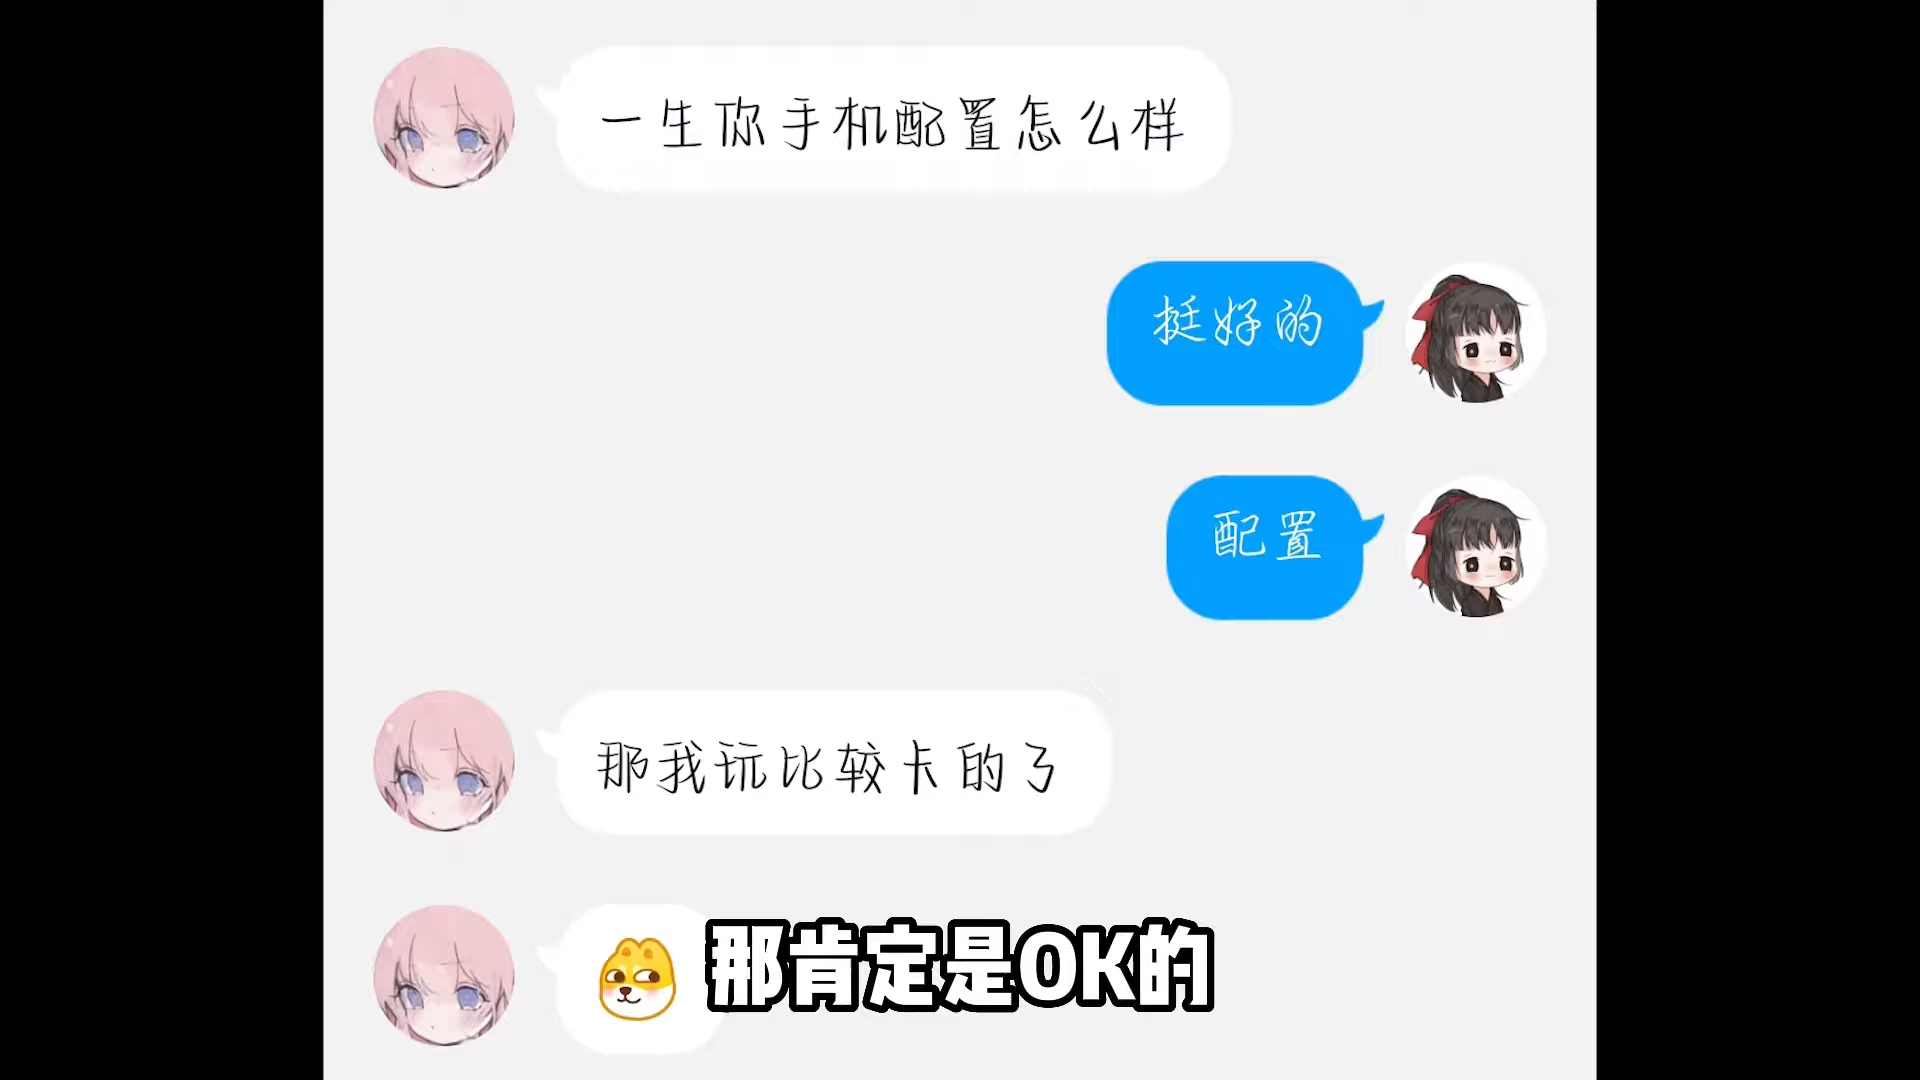 一生你手机配置怎么样
挺好的
配置
那我玩比较卡的了
那肯定是OK的